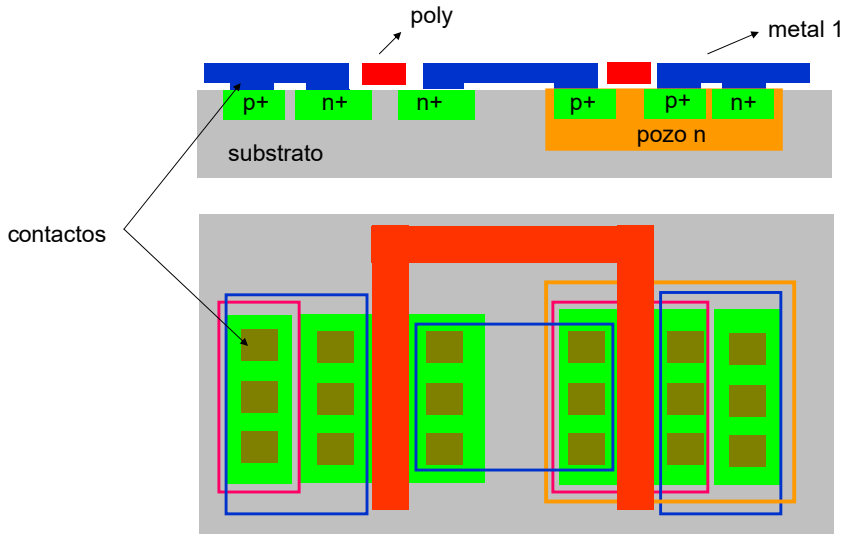 poly
metal 1
p+
n+
n+
p+
p+
n+
pozo n
substrato
contactos